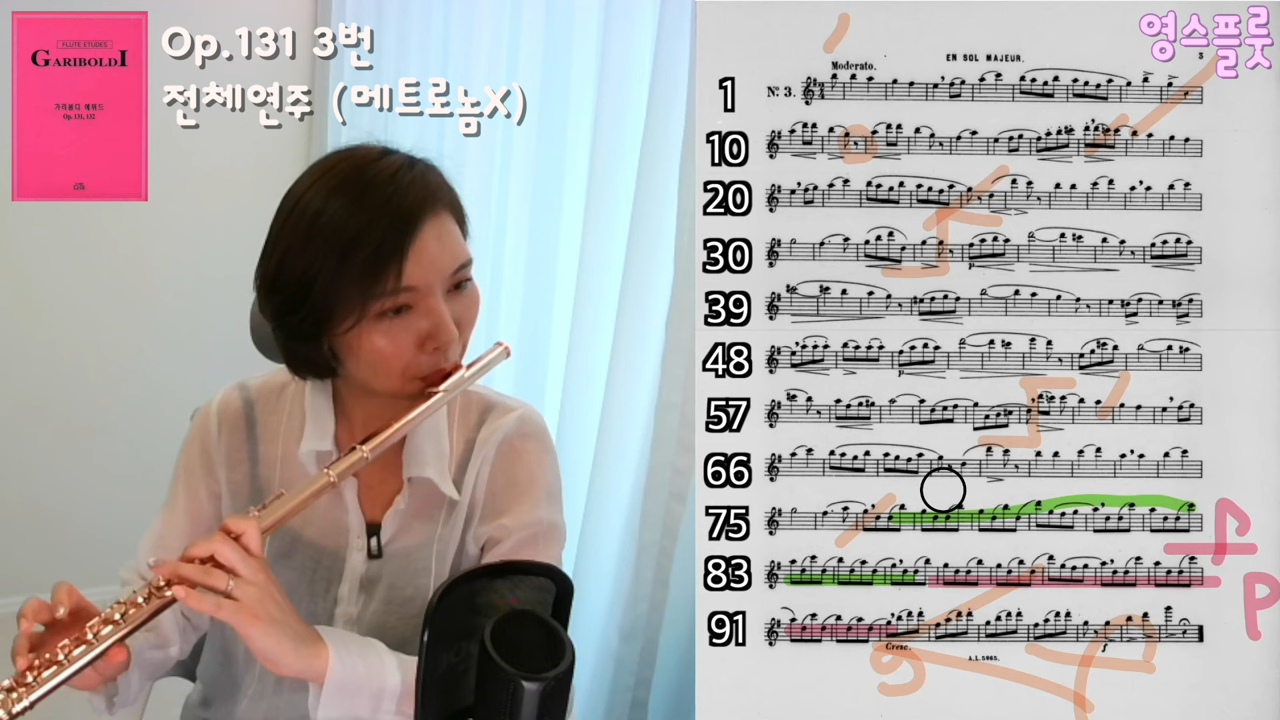 FLUTE ETUDES
GARIBOLDI
가리볼디 에튀드
Op. 131, 132
Op.131 3번
전체연주 (메트로놈X)
영스플룻
EN SOL MAJEUR.
3
Moderato.
Nº 3.
1
10
20
30
p
39
48
p
57
66
75
83
91
Cresc.
f
A.L.5965.
P